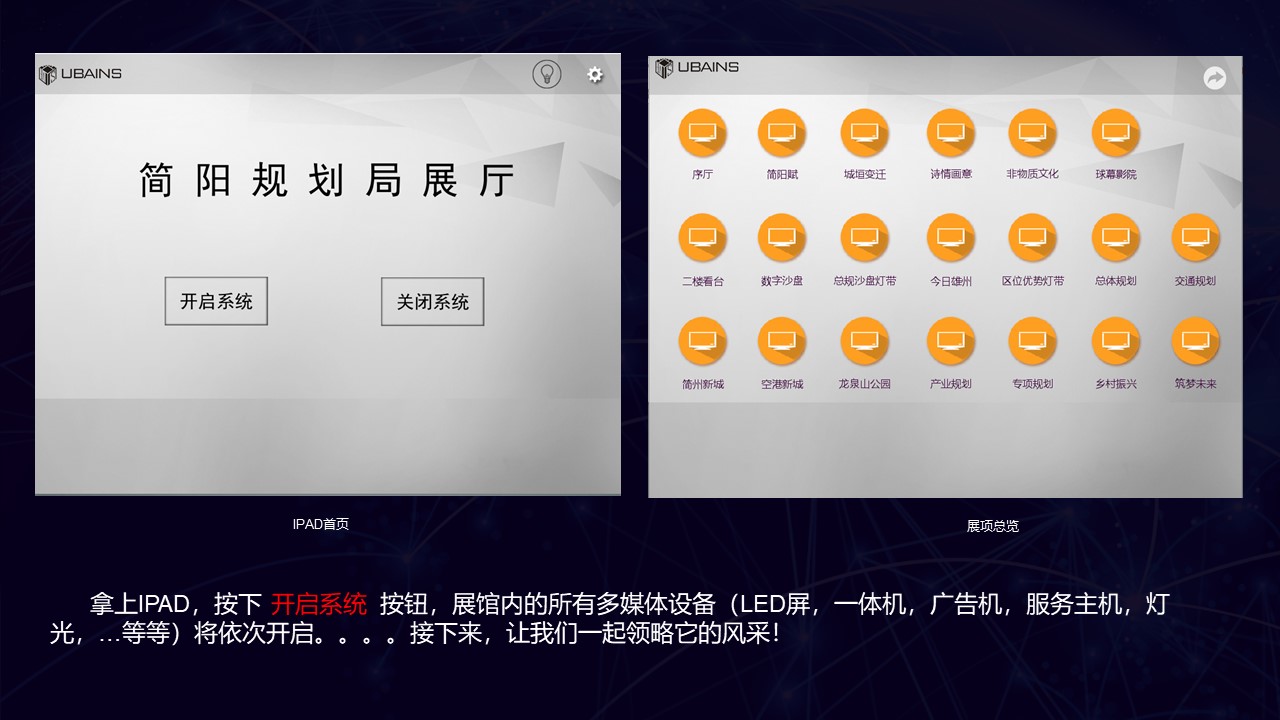 UBAINS
简阳规划局展厅
开启系统 关闭系统
IPAD首页
UBAINS
序厅 简阳赋 城垣变迁 诗情画意 非物质文化 球幕影院
二楼看台 数字沙盘 总规沙盘灯带 今日雄州 区位优势灯带 总体规划 交通规划
简州新城 空港新城 龙泉山公园 产业规划 专项规划 乡村振兴 筑梦未来
展项总览
拿上IPAD，按下 开启系统 按钮，展馆内的所有多媒体设备（LED屏，一体机，广告机，服务主机，灯
光，…等等）将依次开启。。。。接下来，让我们一起领略它的风采！